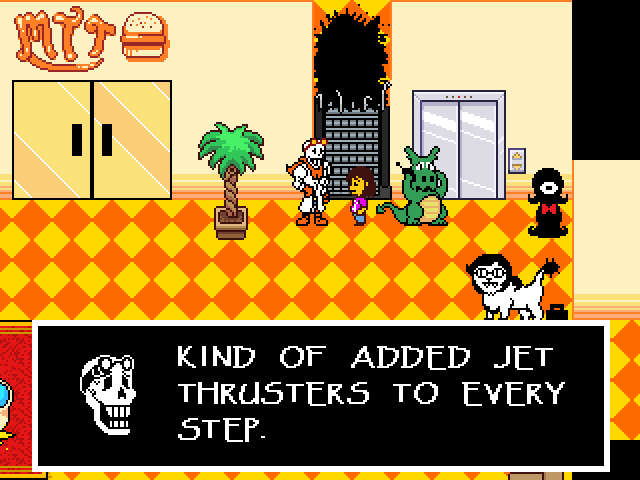 MTT
KIND OF ADDED JET
THRUSTERS TO EVERY
STEP.